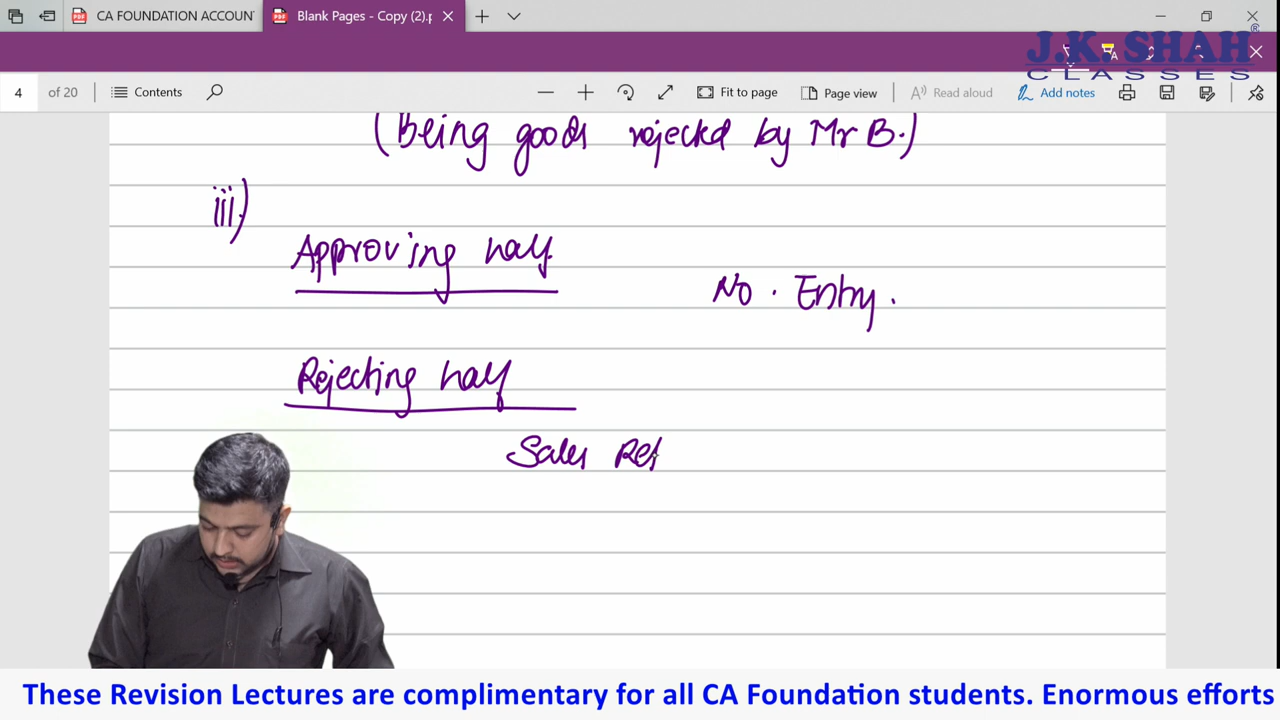 CA FOUNDATION ACCOUN
Blank Pages - Copy (2).p
J.K. SHAH®
CLASSES
4 of 20
Contents
Fit to page
Page view
Read aloud
Add notes
(Being goods rejected by Mr B.)
iii)
Approving half
No. Entry.
Rejecting half
Sales Ret
These Revision Lectures are complimentary for all CA Foundation students. Enormous efforts